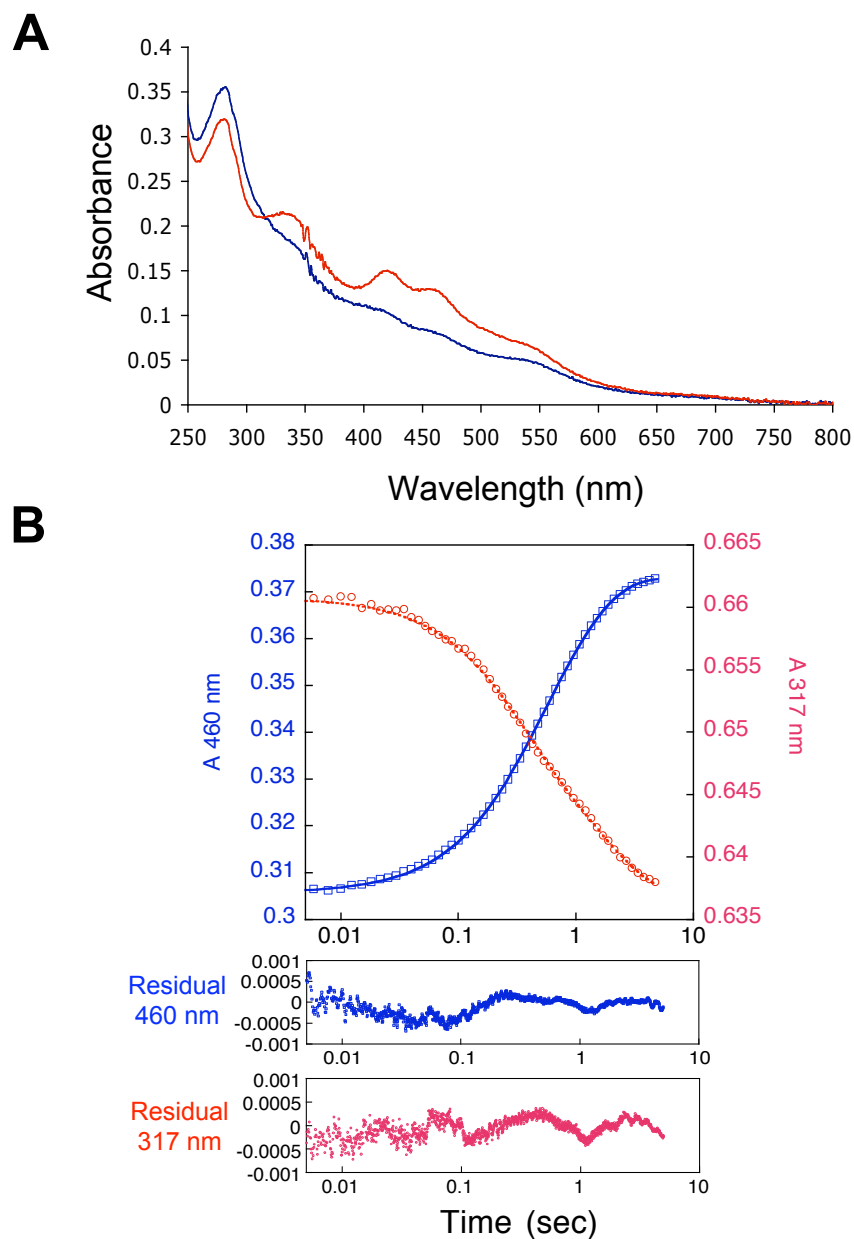 A
Absorbance
0.4
0.35
0.3
0.25
0.2
0.15
0.1
0.05
0
250 300 350 400 450 500 550 600 650 700 750 800
Wavelength (nm)
B
A 460 nm
0.38
0.37
0.36
0.35
0.34
0.33
0.32
0.31
0.3
0.665
0.66
0.655
0.65
0.645
0.64
0.635
A 317 nm
0.01 0.1 1 10
Residual
460 nm
0.001
0.0005
0
-0.0005
-0.001
0.01 0.1 1 10
Residual
317 nm
0.001
0.0005
0
-0.0005
-0.001
0.01 0.1 1 10
Time (sec)